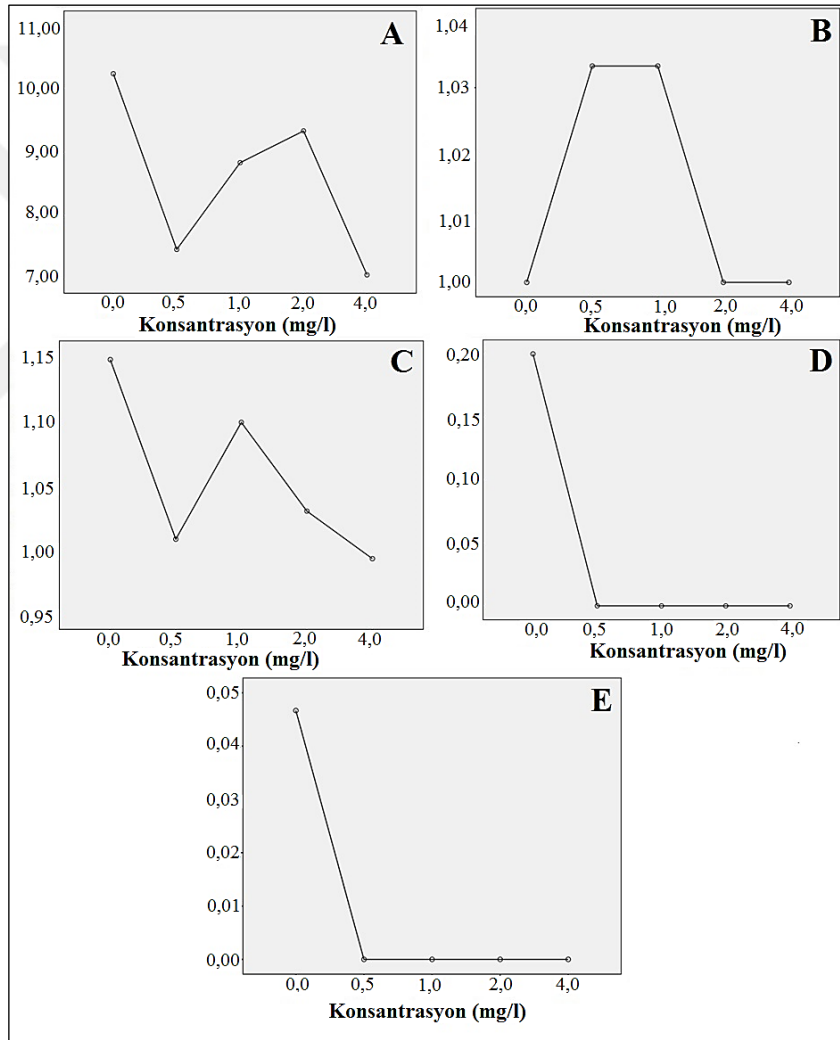 A
11,00
10,00
9,00
8,00
7,00
0,0 0,5 1,0 2,0 4,0
Konsantrasyon (mg/l)
B
1,04
1,03
1,02
1,01
1,00
0,0 0,5 1,0 2,0 4,0
Konsantrasyon (mg/l)
C
1,15
1,10
1,05
1,00
0,95
0,0 0,5 1,0 2,0 4,0
Konsantrasyon (mg/l)
D
0,20
0,15
0,10
0,05
0,00
0,0 0,5 1,0 2,0 4,0
Konsantrasyon (mg/l)
E
0,05
0,04
0,03
0,02
0,01
0,00
0,0 0,5 1,0 2,0 4,0
Konsantrasyon (mg/l)